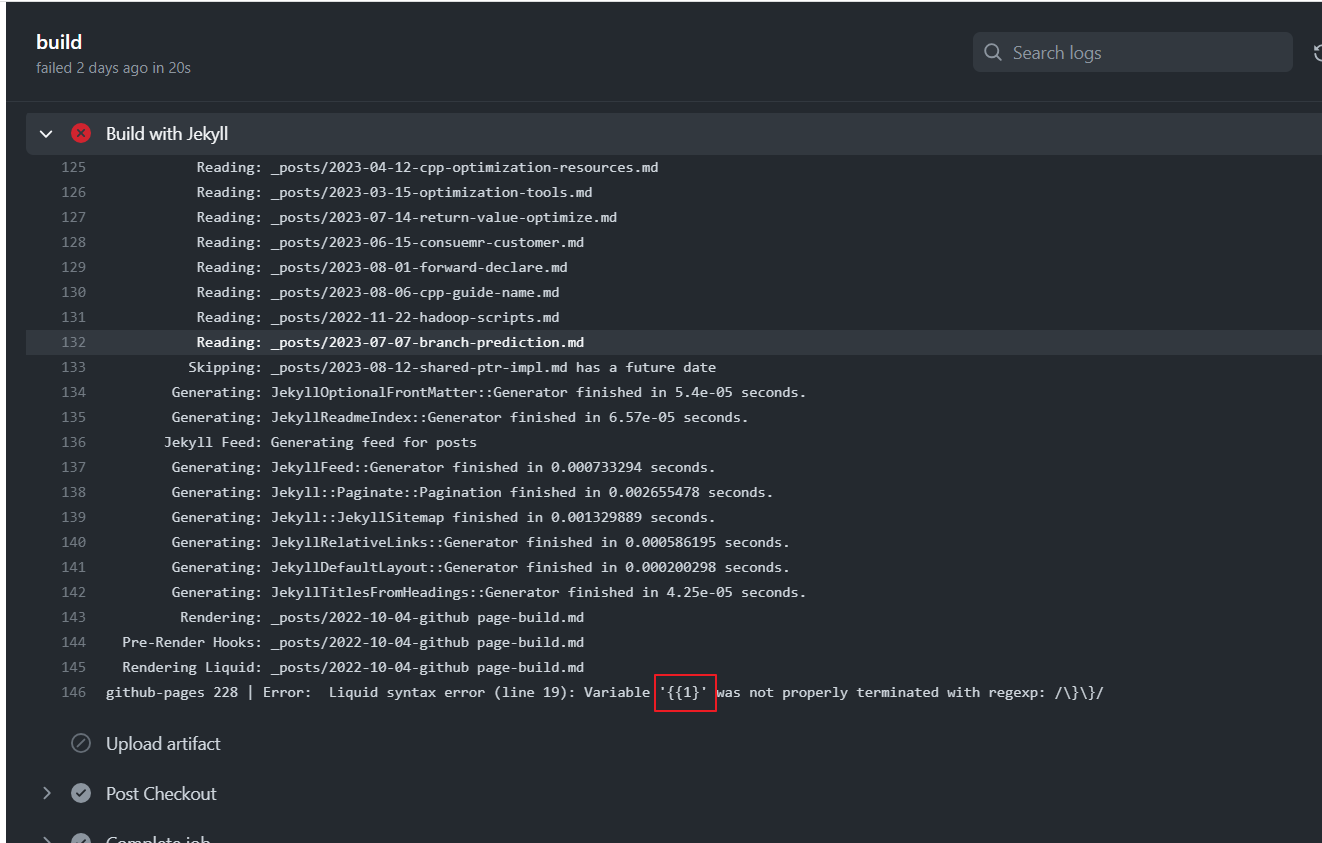 build
failed 2 days ago in 20s
Search logs
Build with Jekyll
125 Reading: _posts/2023-04-12-cpp-optimization-resources.md
126 Reading: _posts/2023-03-15-optimization-tools.md
127 Reading: _posts/2023-07-14-return-value-optimize.md
128 Reading: _posts/2023-06-15-consuemr-customer.md
129 Reading: _posts/2023-08-01-forward-declare.md
130 Reading: _posts/2023-08-06-cpp-guide-name.md
131 Reading: _posts/2022-11-22-hadoop-scripts.md
132 Reading: _posts/2023-07-07-branch-prediction.md
133 Skipping: _posts/2023-08-12-shared-ptr-impl.md has a future date
134 Generating: JekyllOptionalFrontMatter::Generator finished in 5.4e-05 seconds.
135 Generating: JekyllReadmeIndex::Generator finished in 6.57e-05 seconds.
136 Jekyll Feed: Generating feed for posts
137 Generating: JekyllFeed::Generator finished in 0.000733294 seconds.
138 Generating: Jekyll::Paginate::Pagination finished in 0.002655478 seconds.
139 Generating: Jekyll::JekyllSitemap finished in 0.001329889 seconds.
140 Generating: JekyllRelativeLinks::Generator finished in 0.000586195 seconds.
141 Generating: JekyllDefaultLayout::Generator finished in 0.000200298 seconds.
142 Generating: JekyllTitlesFromHeadings::Generator finished in 4.25e-05 seconds.
143 Rendering: _posts/2022-10-04-github page-build.md
144 Pre-Render Hooks: _posts/2022-10-04-github page-build.md
145 Rendering Liquid: _posts/2022-10-04-github page-build.md
146 github-pages 228 | Error:  Liquid syntax error (line 19): Variable '{{1}' was not properly terminated with regexp: /\}\}/
Upload artifact
Post Checkout
Complete job